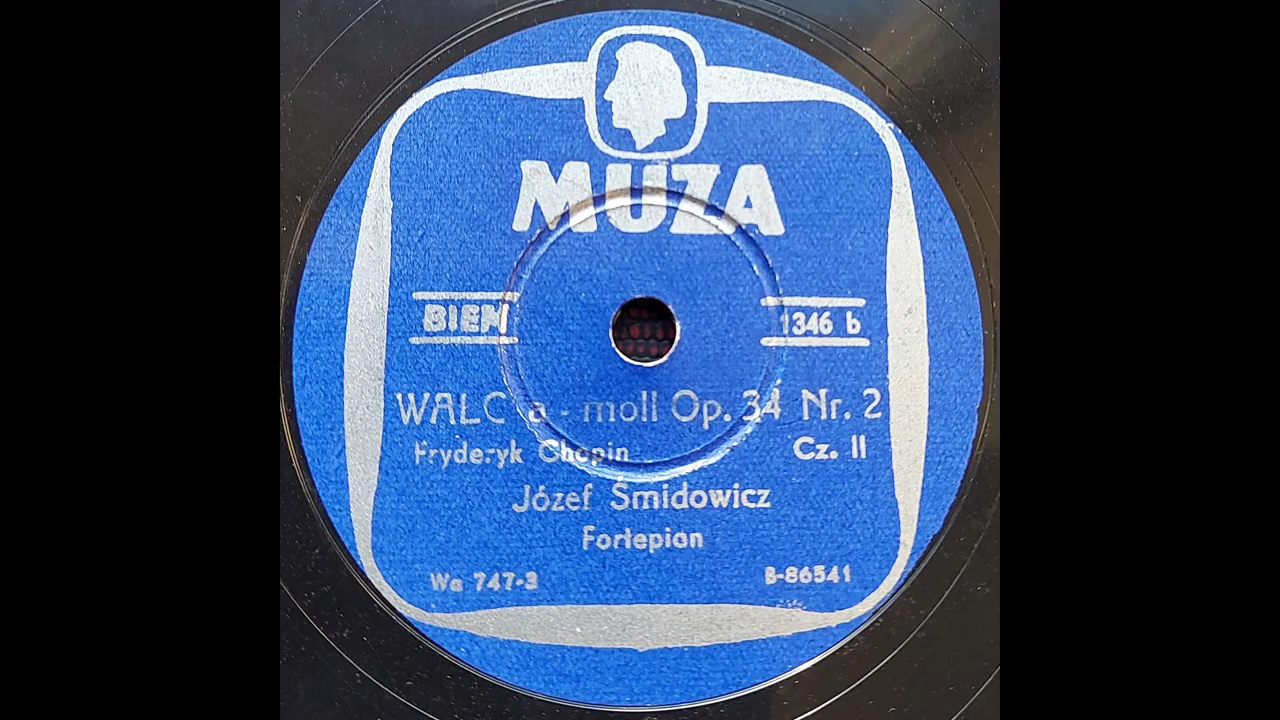 MUZA
BIEM 1346 b
WALC a - moll Op. 34 Nr. 2
Fryderyk Chopin Cz. II
Józef Śmidowicz
Fortepian
Wa 747-3 B-86541